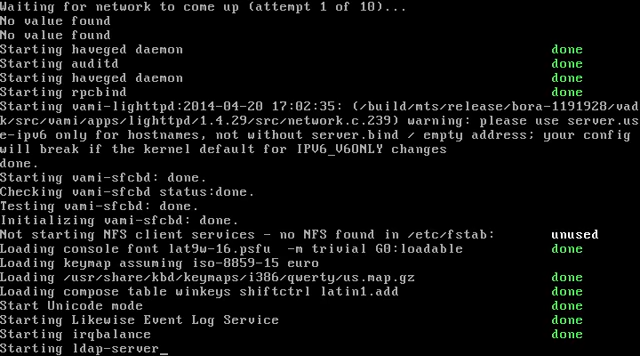 Waiting for network to come up (attempt 1 of 10)...
No value found
No value found
Starting haveged daemon done
Starting auditd done
Starting haveged daemon done
Starting rpcbind done
Starting vami-lighttpd:2014-04-20 17:02:35: (/build/mts/release/bora-1191928/vad
k/src/vami/apps/lighttpd/1.4.29/src/network.c.239) warning: please use server.us
e-ipv6 only for hostnames, not without server.bind / empty address; your config
will break if the kernel default for IPV6_V6ONLY changes
done.
Starting vami-sfcbd: done.
Checking vami-sfcbd status:done.
Testing vami-sfcbd: done.
Initializing vami-sfcbd: done.
Not starting NFS client services - no NFS found in /etc/fstab: unused
Loading console font lat9w-16.psfu  -m trivial G0:loadable done
Loading keymap assuming iso-8859-15 euro
Loading /usr/share/kbd/keymaps/i386/qwerty/us.map.gz done
Loading compose table winkeys shiftctrl latin1.add done
Start Unicode mode done
Starting Likewise Event Log Service done
Starting irqbalance done
Starting ldap-server_